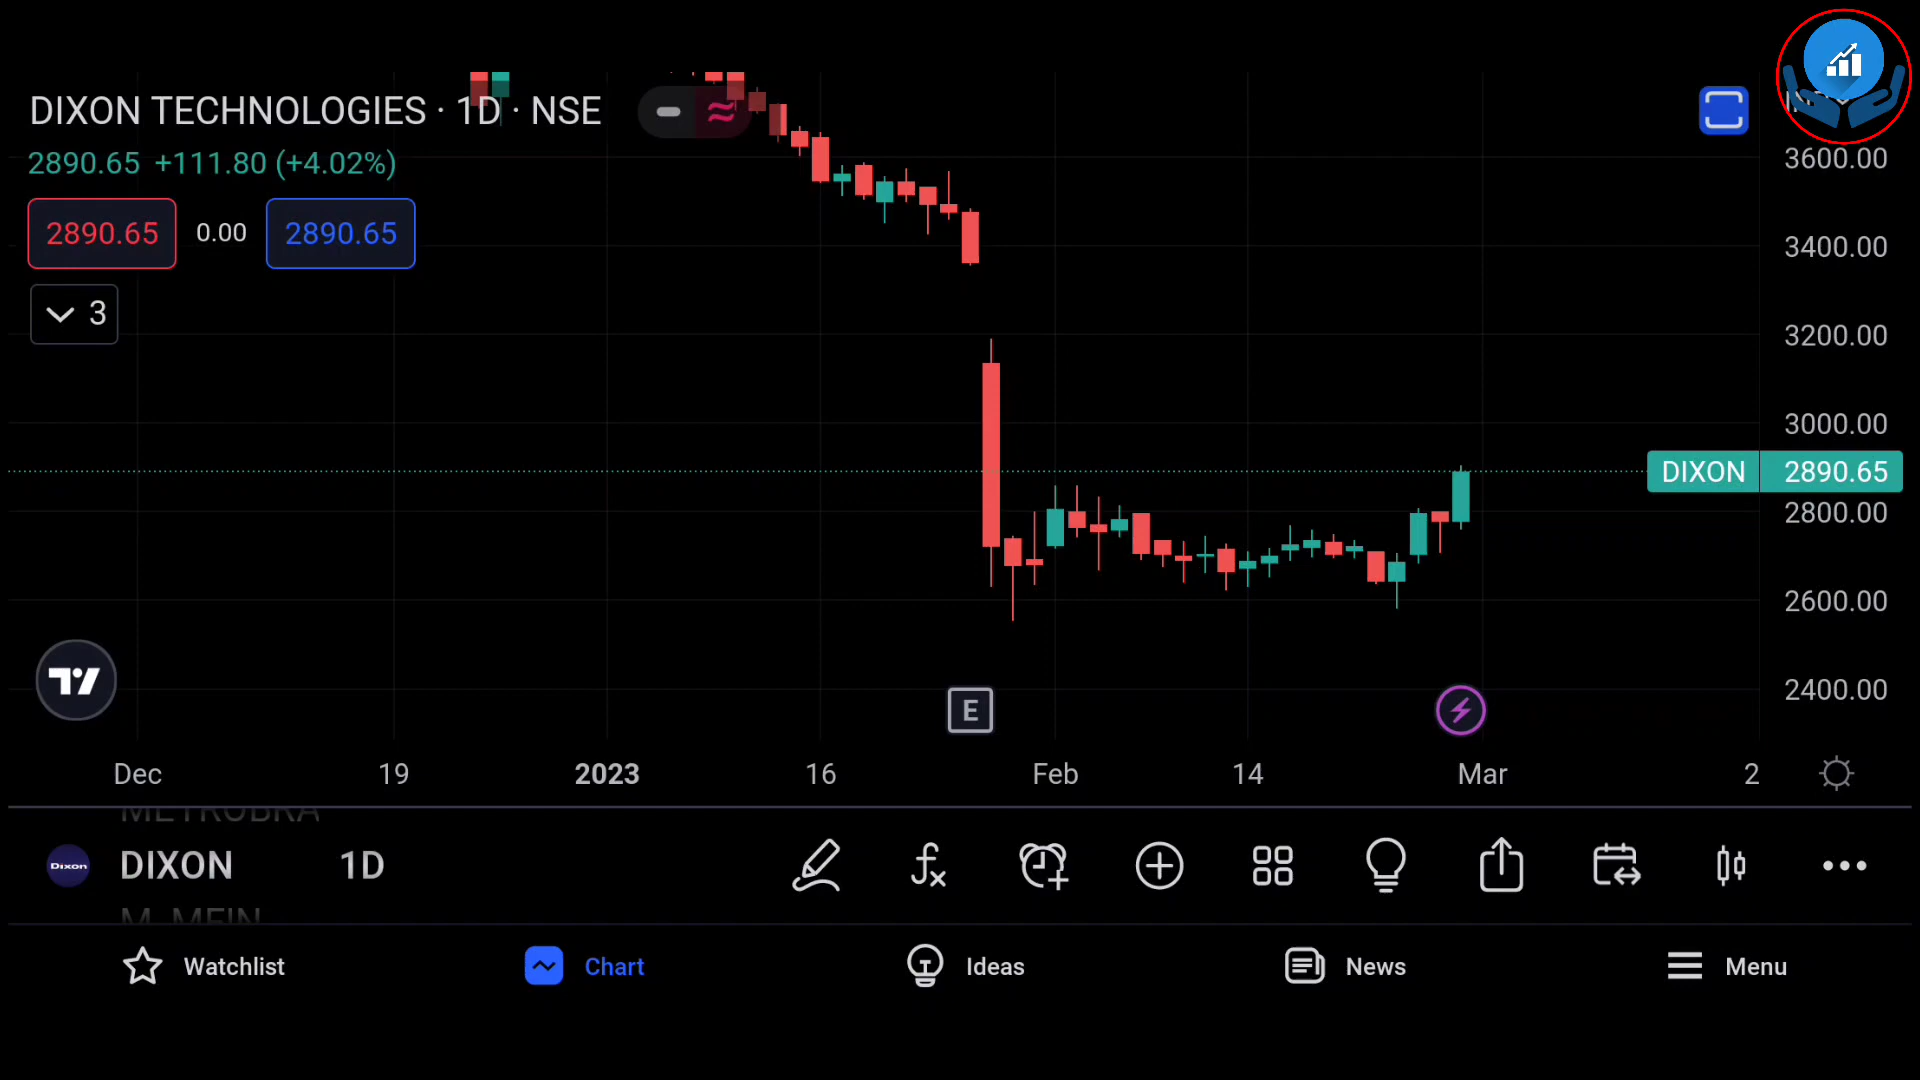 DIXON TECHNOLOGIES · 1D · NSE
2890.65 +111.80 (+4.02%)
2890.65 0.00 2890.65
3
3600.00
3400.00
3200.00
3000.00
DIXON 2890.65
2800.00
2600.00
2400.00
E
Dec 19 2023 16 Feb 14 Mar 2
METROBRA
Dixon DIXON 1D
Watchlist Chart Ideas News Menu